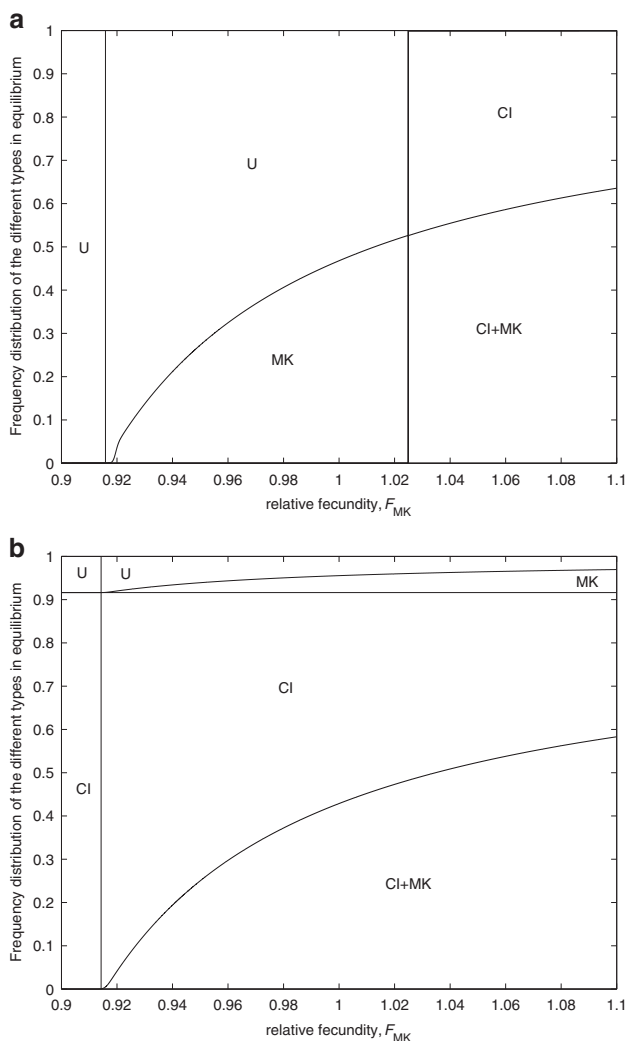 a
Frequency distribution of the different types in equilibrium
1
0.9
0.8
0.7
0.6
0.5
0.4
0.3
0.2
0.1
0
U
U
MK
CI
CI+MK
0.9 0.92 0.94 0.96 0.98 1 1.02 1.04 1.06 1.08 1.1
relative fecundity, F_MK
b
Frequency distribution of the different types in equilibrium
1
0.9
0.8
0.7
0.6
0.5
0.4
0.3
0.2
0.1
0
U
U
MK
CI
CI
CI+MK
0.9 0.92 0.94 0.96 0.98 1 1.02 1.04 1.06 1.08 1.1
relative fecundity, F_MK